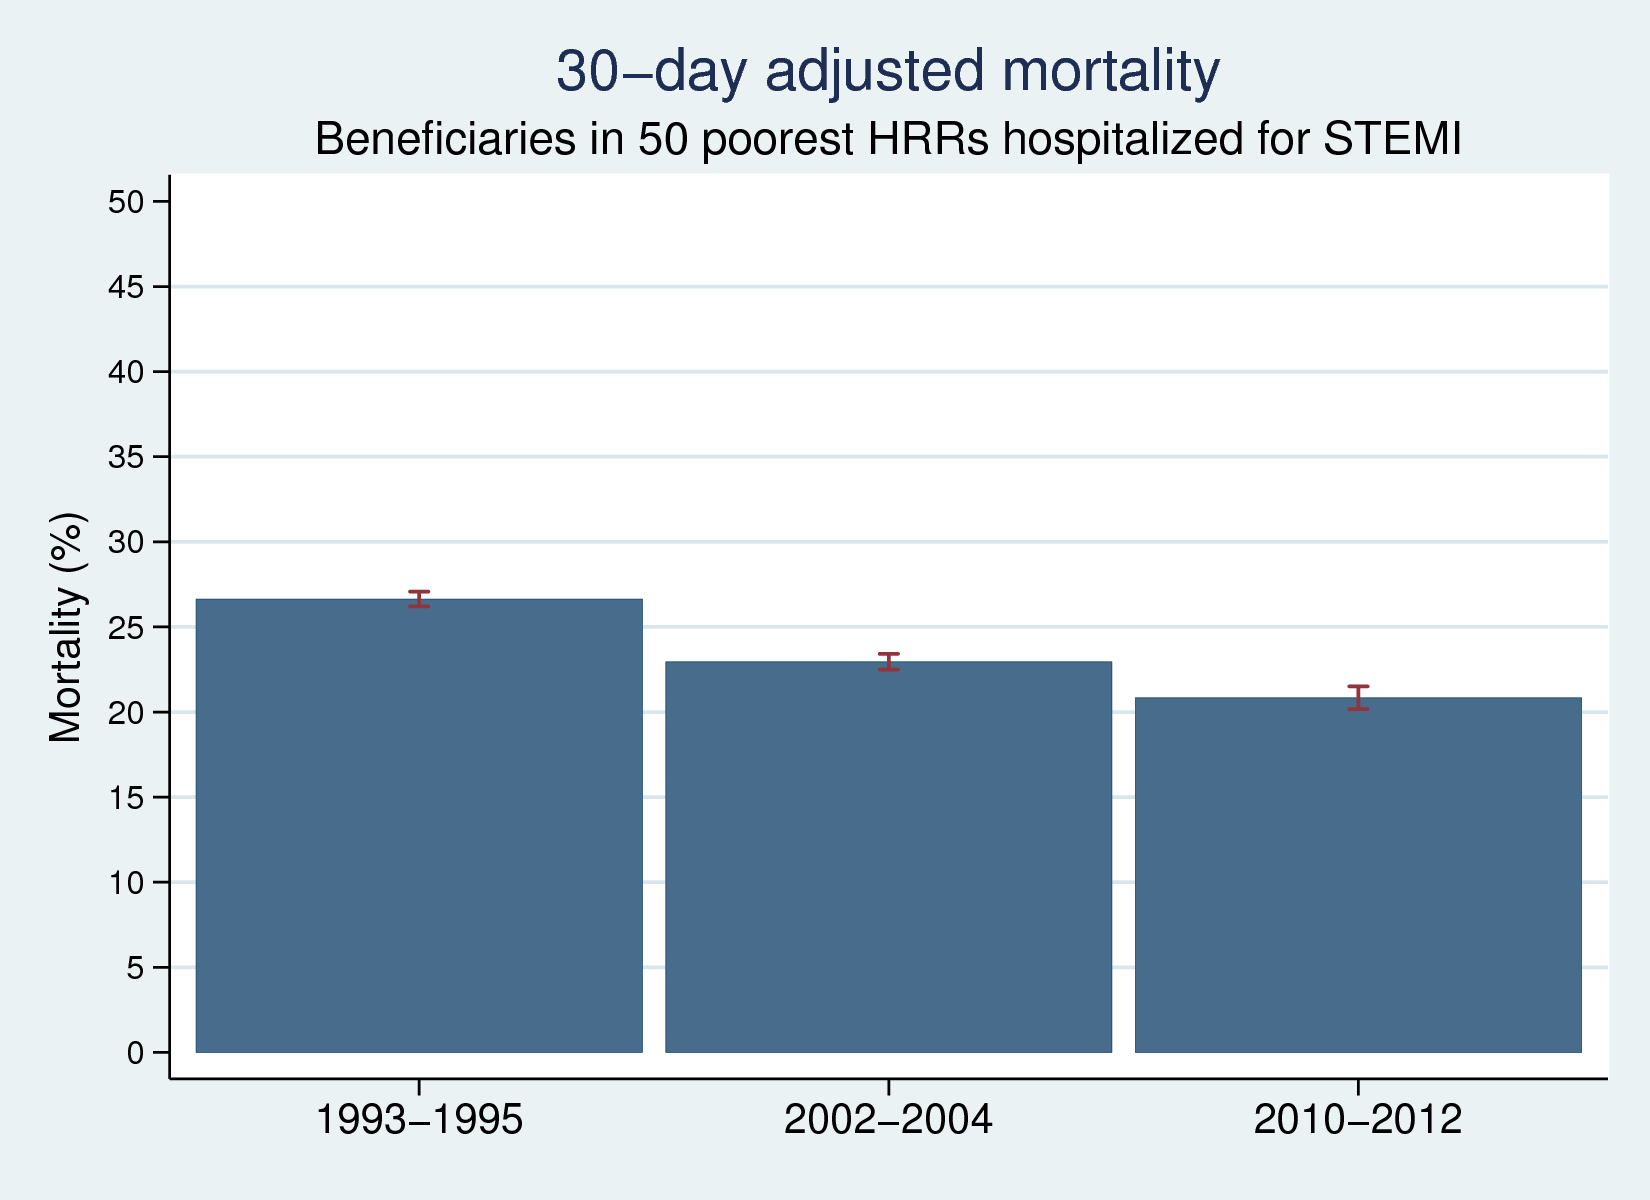 30–day adjusted mortality
Beneficiaries in 50 poorest HRRs hospitalized for STEMI
Mortality (%)
50
45
40
35
30
25
20
15
10
5
0
1993–1995 2002–2004 2010–2012